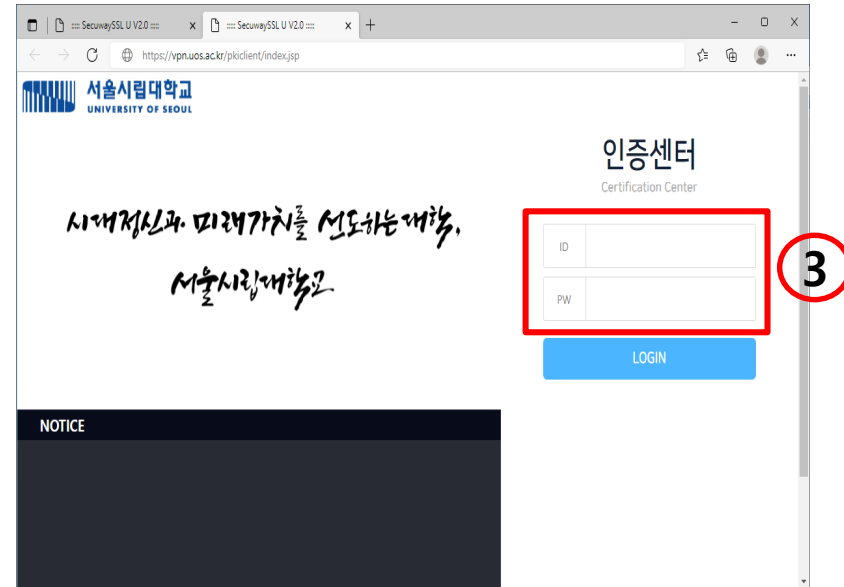 :::: SecuwaySSL U V2.0 ::::
:::: SecuwaySSL U V2.0 ::::
https://vpn.uos.ac.kr/pkiclient/index.jsp
서울시립대학교
UNIVERSITY OF SEOUL
인증센터
Certification Center
시대정신과 미래가치를 선도하는 대학,
서울시립대학교
ID
PW
3
LOGIN
NOTICE